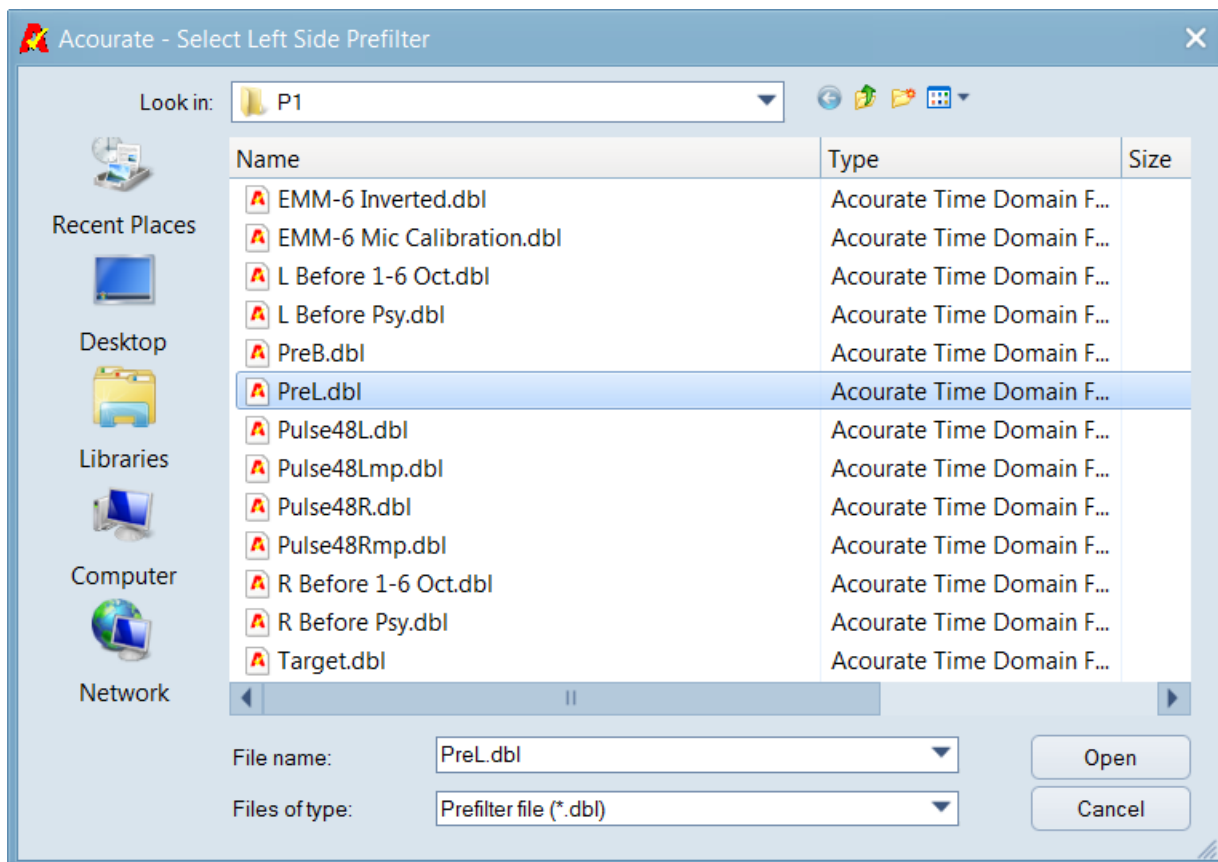 Acourate - Select Left Side Prefilter
Look in: P1
Recent Places
Desktop
Libraries
Computer
Network
Name Type Size
EMM-6 Inverted.dbl Acourate Time Domain F...
EMM-6 Mic Calibration.dbl Acourate Time Domain F...
L Before 1-6 Oct.dbl Acourate Time Domain F...
L Before Psy.dbl Acourate Time Domain F...
PreB.dbl Acourate Time Domain F...
PreL.dbl Acourate Time Domain F...
Pulse48L.dbl Acourate Time Domain F...
Pulse48Lmp.dbl Acourate Time Domain F...
Pulse48R.dbl Acourate Time Domain F...
Pulse48Rmp.dbl Acourate Time Domain F...
R Before 1-6 Oct.dbl Acourate Time Domain F...
R Before Psy.dbl Acourate Time Domain F...
Target.dbl Acourate Time Domain F...
File name: PreL.dbl Open
Files of type: Prefilter file (*.dbl) Cancel